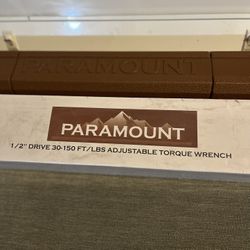 PARAMOUNT
PARAMOUNT
1/2" DRIVE 30-150 FT/LBS ADJUSTABLE TORQUE WRENCH